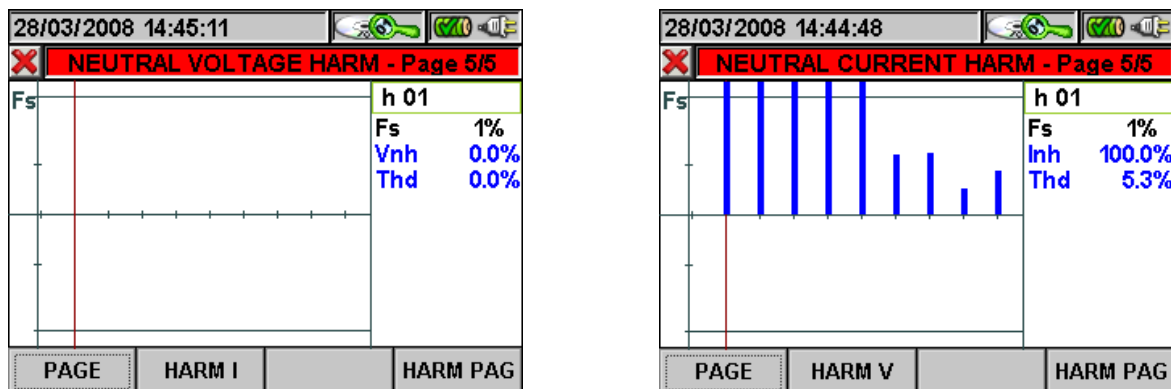 28/03/2008 14:45:11
NEUTRAL VOLTAGE HARM - Page 5/5
Fs
h 01
Fs 1%
Vnh 0.0%
Thd 0.0%
PAGE HARM I HARM PAG
28/03/2008 14:44:48
NEUTRAL CURRENT HARM - Page 5/5
Fs
h 01
Fs 1%
Inh 100.0%
Thd 5.3%
PAGE HARM V HARM PAG